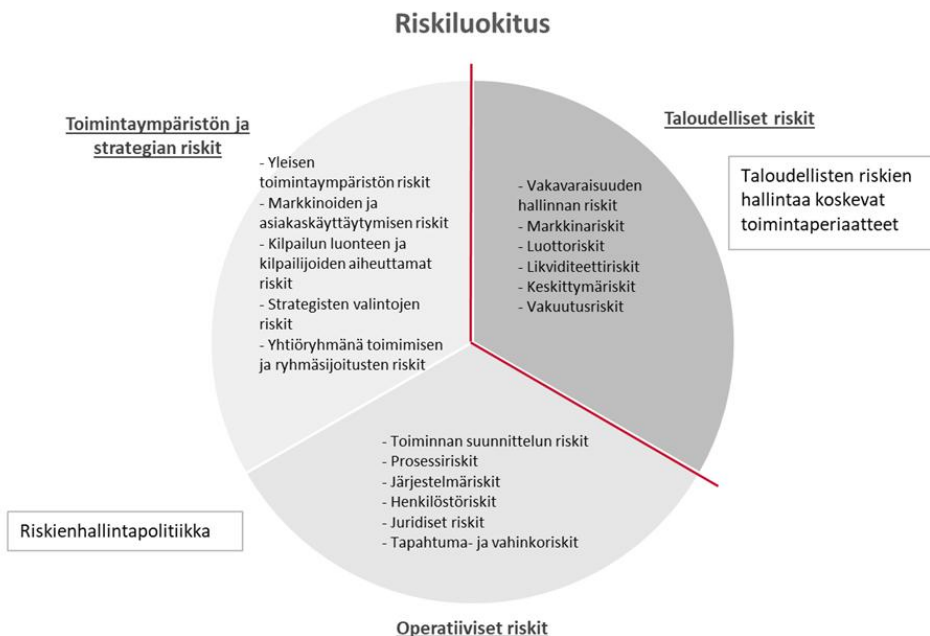 Riskiluokitus
Toimintaympäristön ja
strategian riskit
- Yleisen
toimintaympäristön riskit
- Markkinoiden ja
asiakaskäyttäytymisen riskit
- Kilpailun luonteen ja
kilpailijoiden aiheuttamat
riskit
- Strategisten valintojen
riskit
- Yhtiöryhmänä toimimisen
ja ryhmäsijoitusten riskit
Taloudelliset riskit
Taloudellisten riskien
hallintaa koskevat
toimintaperiaatteet
- Vakavaraisuuden
hallinnan riskit
- Markkinariskit
- Luottoriskit
- Likviditeettiriskit
- Keskittymäriskit
- Vakuutusriskit
- Toiminnan suunnittelun riskit
- Prosessiriskit
- Järjestelmäriskit
- Henkilöstöriskit
- Juridiset riskit
- Tapahtuma- ja vahinkoriskit
Riskienhallintapolitiikka
Operatiiviset riskit